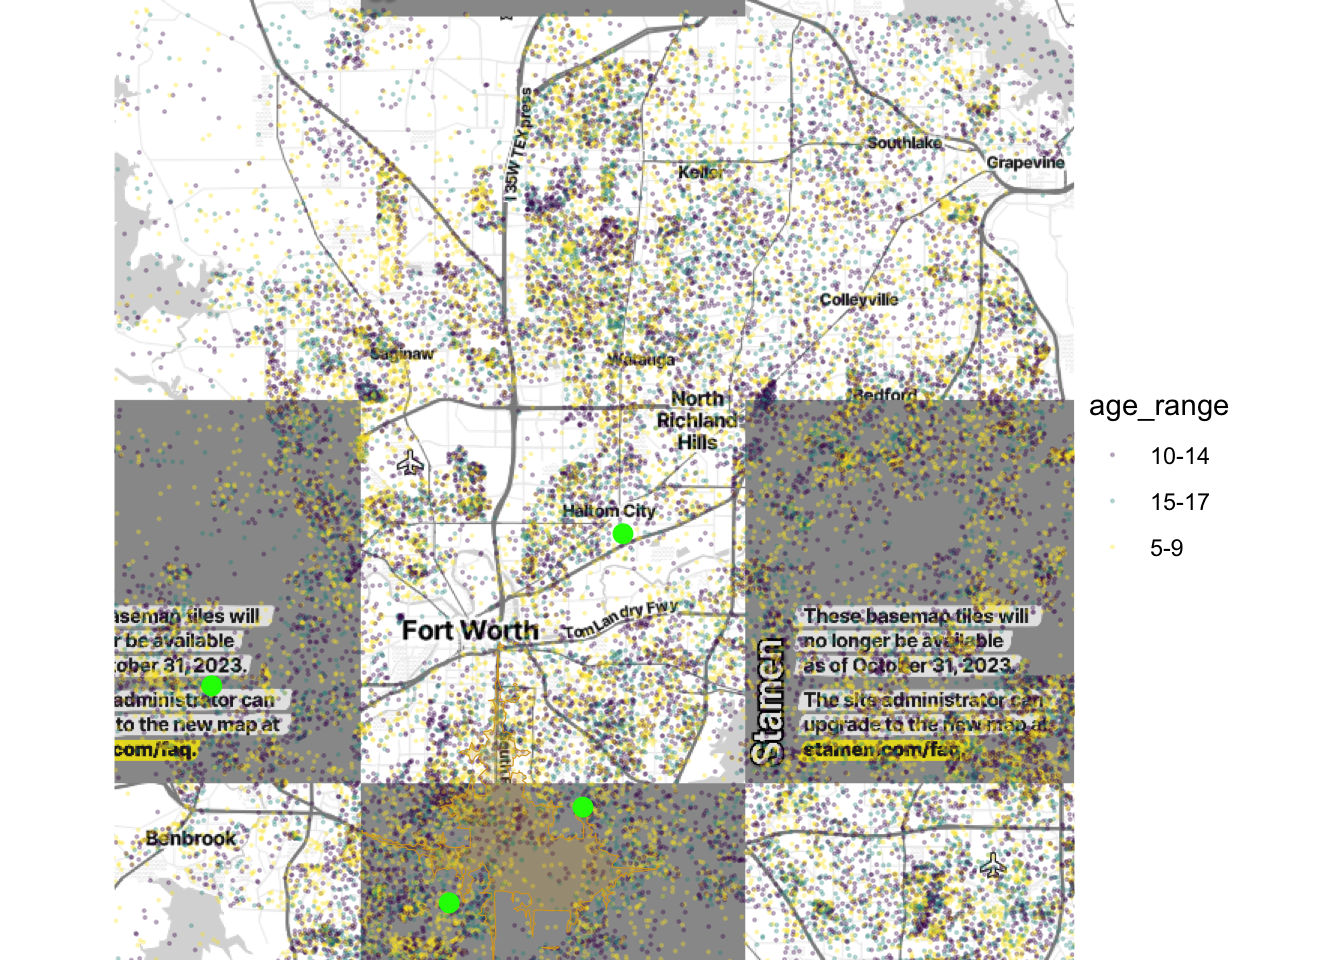 I 35W TEXpress
Southlake
Grapevine
Keller
Colleyville
Saginaw
Watauga
Bedford
North
Richland
Hills
Haltom City
Fort Worth
Tom Landry Fwy
asemap tiles will
r be available
tober 31, 2023.
administrator can
to the new map at
com/faq.
Stamen
These basemap tiles will
no longer be available
as of October 31, 2023.
The site administrator can
upgrade to the new map at
stamen.com/faq.
Benbrook
age_range
10-14
15-17
5-9